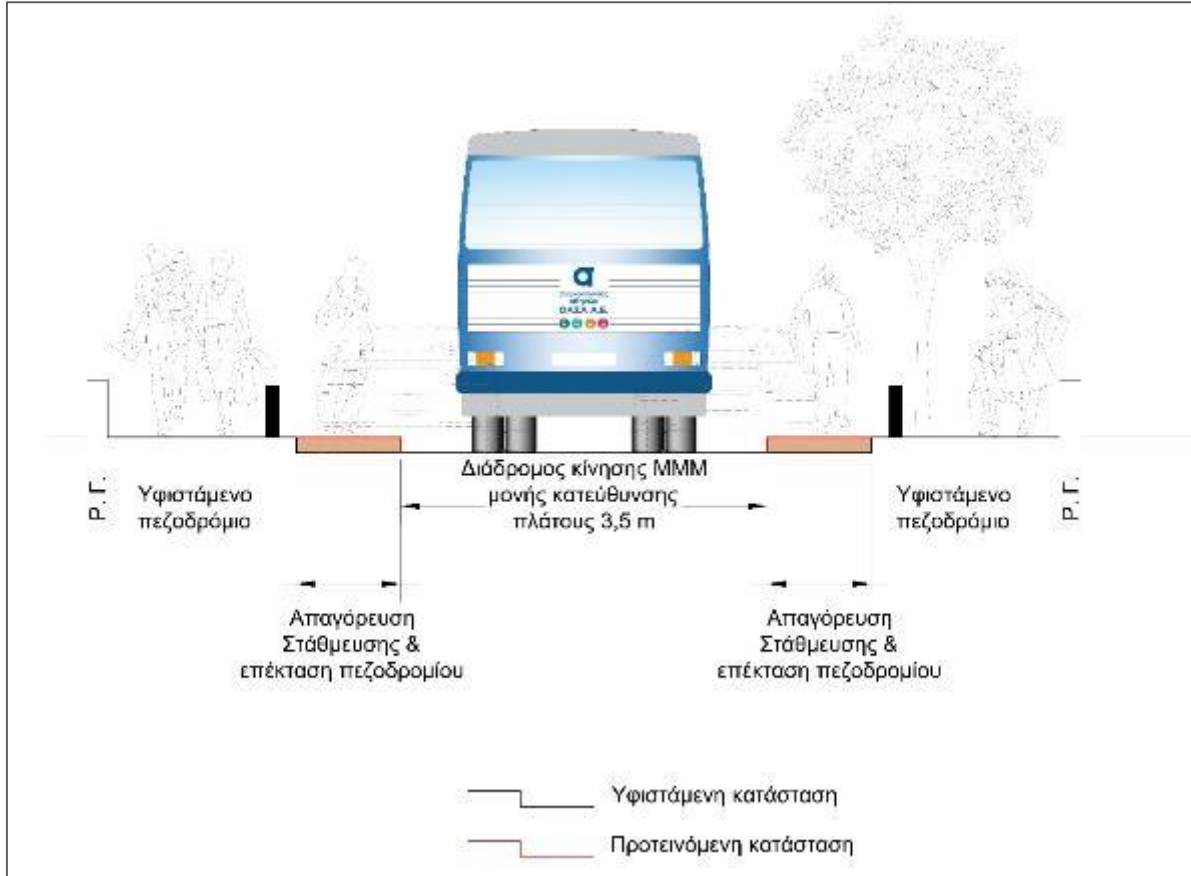 Ο.Α.Σ.Α. Α.Ε.
Διάδρομος κίνησης ΜΜΜ
μονής κατεύθυνσης
πλάτους 3,5 m
Ρ. Γ.
Υφιστάμενο
πεζοδρόμιο
Υφιστάμενο
πεζοδρόμιο
Ρ. Γ.
Απαγόρευση
Στάθμευσης &
επέκταση πεζοδρομίου
Απαγόρευση
Στάθμευσης &
επέκταση πεζοδρομίου
Υφιστάμενη κατάσταση
Προτεινόμενη κατάσταση